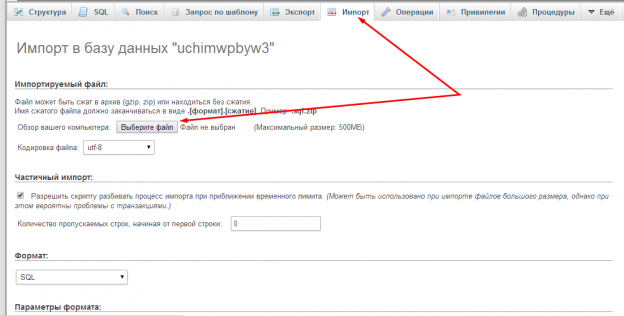 Структура SQL Поиск Запрос по шаблону Экспорт Импорт Операции Привилегии Процедуры Ещё
Импорт в базу данных "uchimwpbyw3"
Импортируемый файл:
Файл может быть сжат в архив (gzip, zip) или находиться без сжатия.
Имя сжатого файла должно заканчиваться в виде .[формат].[сжатие]. Пример: .sql.zip
Обзор вашего компьютера: Выберите файл Файл не выбран (Максимальный размер: 500МБ)
Кодировка файла: utf-8
Частичный импорт:
Разрешить скрипту разбивать процесс импорта при приближении временного лимита. (Может быть использовано при импорте файлов большого размера, однако при
этом вероятны проблемы с транзакциями.)
Количество пропускаемых строк, начиная от первой строки: 0
Формат:
SQL
Параметры формата: